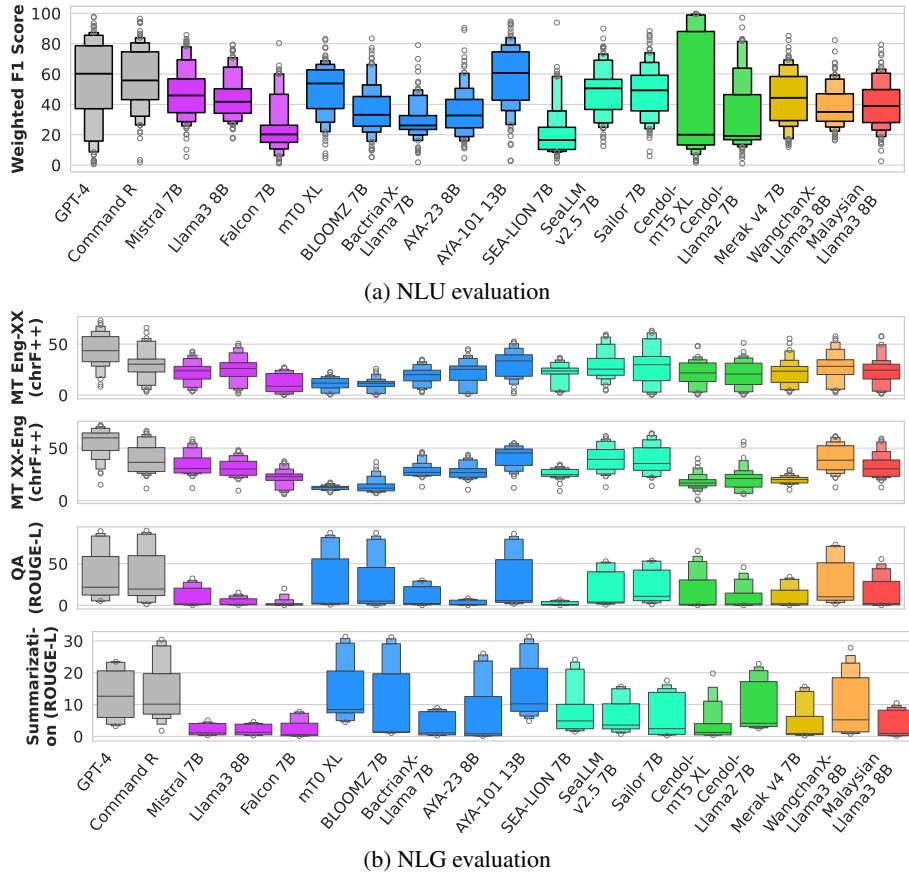 Weighted F1 Score
100
80
60
40
20
0
GPT-4
Command R
Mistral 7B
Llama3 8B
Falcon 7B
mT0 XL
BLOOMZ 7B
BactrianX-
Llama 7B
AYA-23 8B
AYA-101 13B
SEA-LION 7B
SeaLLM
v2.5 7B
Sailor 7B
Cendol-
mT5 XL
Cendol-
Llama2 7B
Merak v4 7B
WangchanX-
Llama3 8B
Malaysian
Llama3 8B
(a) NLU evaluation
MT Eng-XX
(chrF++)
50
0
MT XX-Eng
(chrF++)
50
0
QA
(ROUGE-L)
50
0
Summarizati-
on (ROUGE-L)
30
20
10
0
GPT-4
Command R
Mistral 7B
Llama3 8B
Falcon 7B
mT0 XL
BLOOMZ 7B
BactrianX-
Llama 7B
AYA-23 8B
AYA-101 13B
SEA-LION 7B
SeaLLM
v2.5 7B
Sailor 7B
Cendol-
mT5 XL
Cendol-
Llama2 7B
Merak v4 7B
WangchanX-
Llama3 8B
Malaysian
Llama3 8B
(b) NLG evaluation